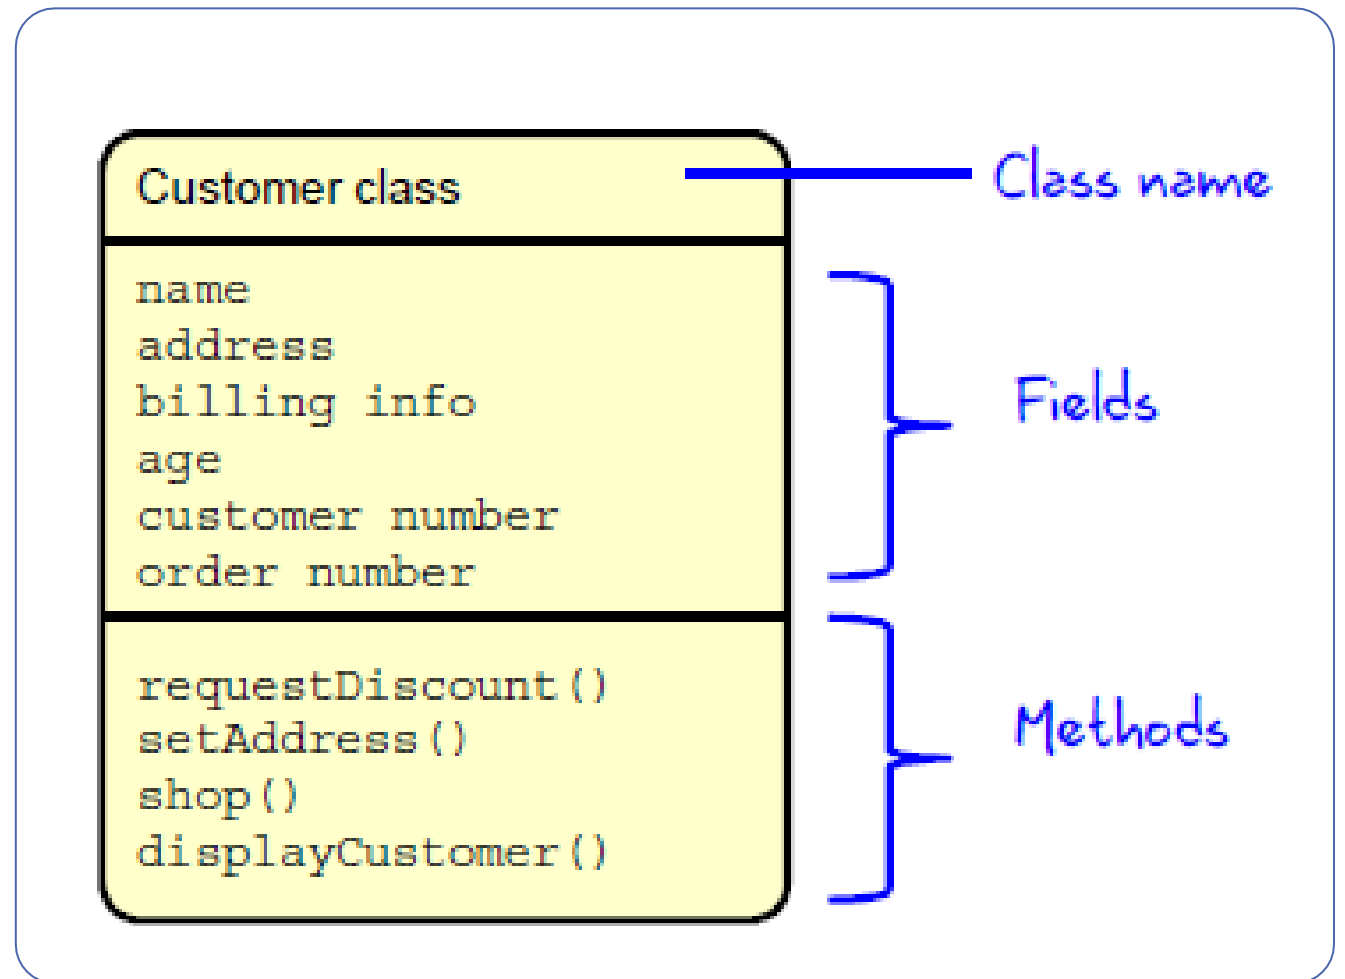 Customer class
Class name
name
address
billing info
age
customer number
order number
Fields
requestDiscount()
setAddress()
shop()
displayCustomer()
Methods